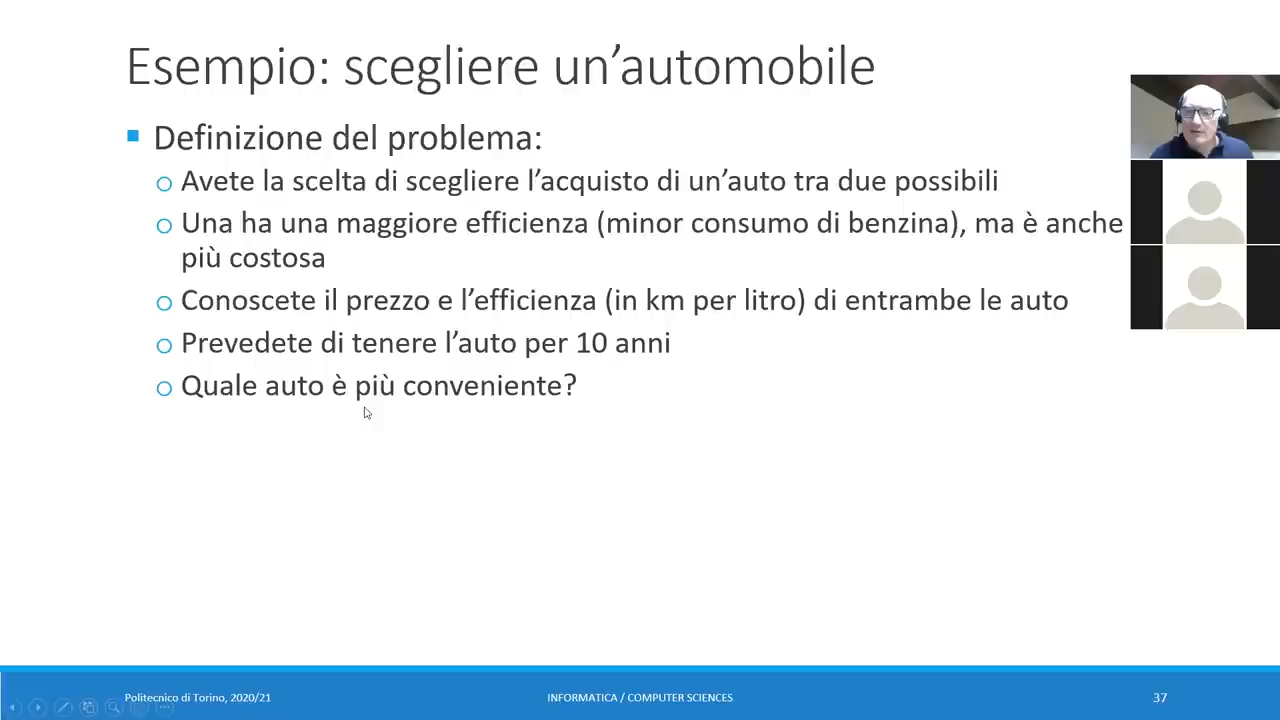 Esempio: scegliere un'automobile
Definizione del problema:
Avete la scelta di scegliere l'acquisto di un'auto tra due possibili
Una ha una maggiore efficienza (minor consumo di benzina), ma è anche
più costosa
Conoscete il prezzo e l'efficienza (in km per litro) di entrambe le auto
Prevedete di tenere l'auto per 10 anni
Quale auto è più conveniente?
Politecnico di Torino, 2020/21
INFORMATICA / COMPUTER SCIENCES
37